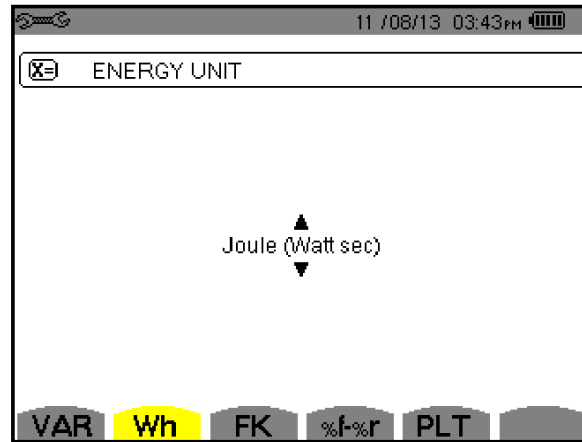 11 /08/13 03:43PM
X= ENERGY UNIT
Joule (Watt sec)
VAR Wh FK %f-%r PLT